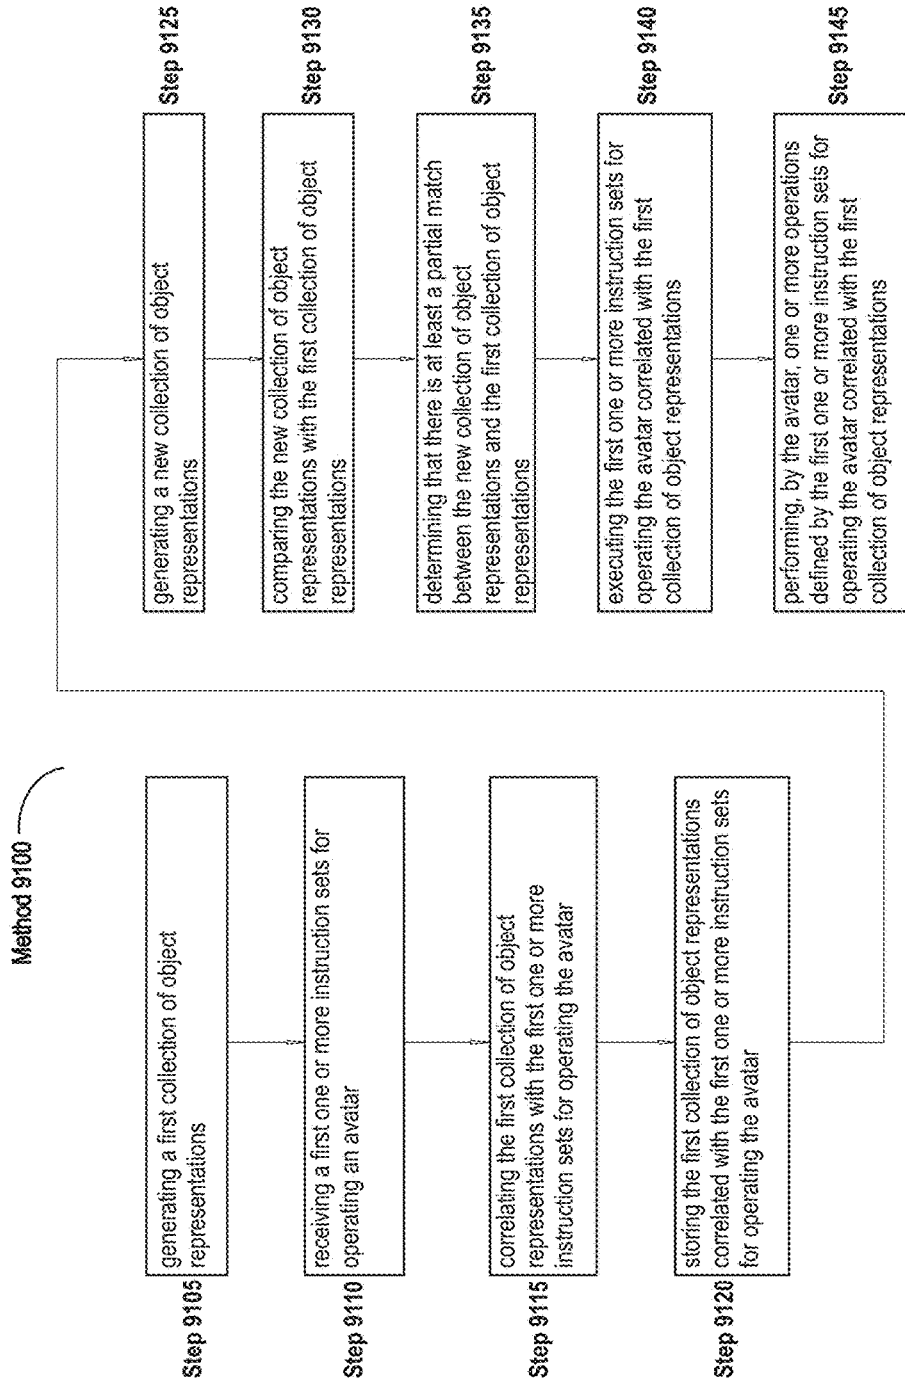 Method 9100
Step 9105
generating a first collection of object
representations
Step 9110
receiving a first one or more instruction sets for
operating an avatar
Step 9115
correlating the first collection of object
representations with the first one or more
instruction sets for operating the avatar
Step 9120
storing the first collection of object representations
correlated with the first one or more instruction sets
for operating the avatar
Step 9125
generating a new collection of object
representations
Step 9130
comparing the new collection of object
representations with the first collection of object
representations
Step 9135
determining that there is at least a partial match
between the new collection of object
representations and the first collection of object
representations
Step 9140
executing the first one or more instruction sets for
operating the avatar correlated with the first
collection of object representations
Step 9145
performing, by the avatar, one or more operations
defined by the first one or more instruction sets for
operating the avatar correlated with the first
collection of object representations